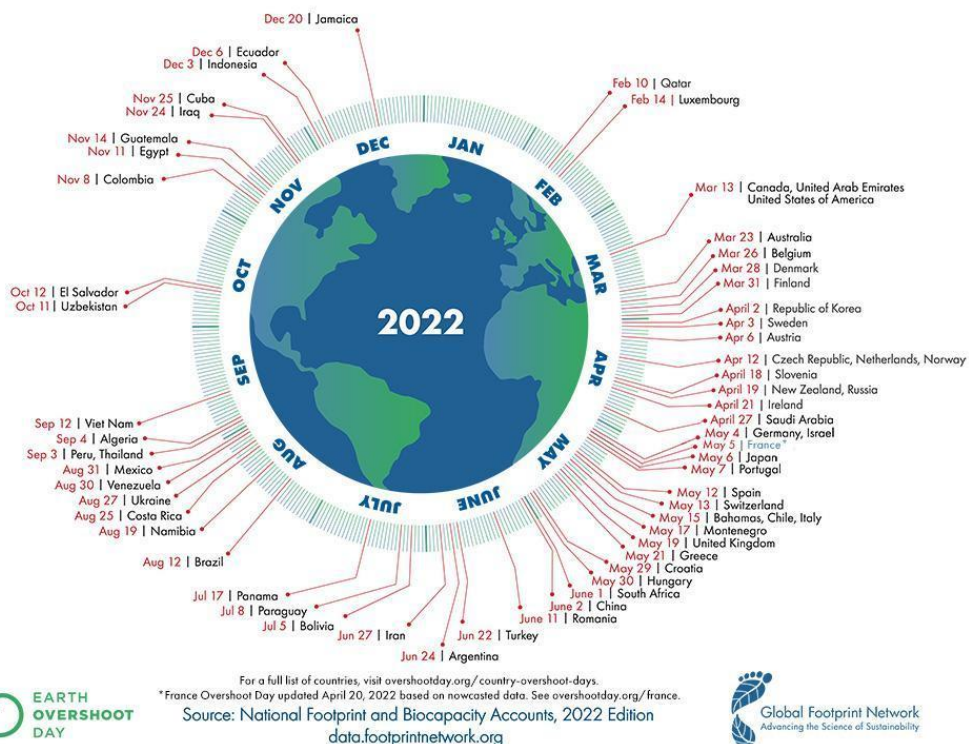 Dec 20 | Jamaica
Dec 6 | Ecuador
Dec 3 | Indonesia
Nov 25 | Cuba
Nov 24 | Iraq
Nov 14 | Guatemala
Nov 11 | Egypt
Nov 8 | Colombia
Oct 12 | El Salvador
Oct 11 | Uzbekistan
Sep 12 | Viet Nam
Sep 4 | Algeria
Sep 3 | Peru, Thailand
Aug 31 | Mexico
Aug 30 | Venezuela
Aug 27 | Ukraine
Aug 25 | Costa Rica
Aug 19 | Namibia
Aug 12 | Brazil
Jul 17 | Panama
Jul 8 | Paraguay
Jul 5 | Bolivia
Jun 27 | Iran
Jun 24 | Argentina
Jun 22 | Turkey
Feb 10 | Qatar
Feb 14 | Luxembourg
Mar 13 | Canada, United Arab Emirates
United States of America
Mar 23 | Australia
Mar 26 | Belgium
Mar 28 | Denmark
Mar 31 | Finland
April 2 | Republic of Korea
Apr 3 | Sweden
Apr 6 | Austria
Apr 12 | Czech Republic, Netherlands, Norway
April 18 | Slovenia
April 19 | New Zealand, Russia
April 21 | Ireland
April 27 | Saudi Arabia
May 4 | Germany, Israel
May 5 | France*
May 6 | Japan
May 7 | Portugal
May 12 | Spain
May 13 | Switzerland
May 15 | Bahamas, Chile, Italy
May 17 | Montenegro
May 19 | United Kingdom
May 21 | Greece
May 29 | Croatia
May 30 | Hungary
June 1 | South Africa
June 2 | China
June 11 | Romania
JAN
FEB
MAR
APR
MAY
JUNE
JULY
AUG
SEP
OCT
NOV
DEC
2022
For a full list of countries, visit overshootday.org/country-overshoot-days.
*France Overshoot Day updated April 20, 2022 based on nowcasted data. See overshootday.org/france.
Source: National Footprint and Biocapacity Accounts, 2022 Edition
data.footprintnetwork.org
EARTH
OVERSHOOT
DAY
Global Footprint Network
Advancing the Science of Sustainability